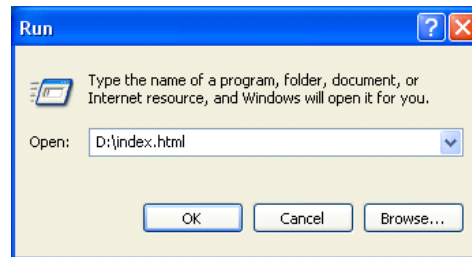 Run
Type the name of a program, folder, document, or
Internet resource, and Windows will open it for you.
Open: D:\index.html
OK Cancel Browse...